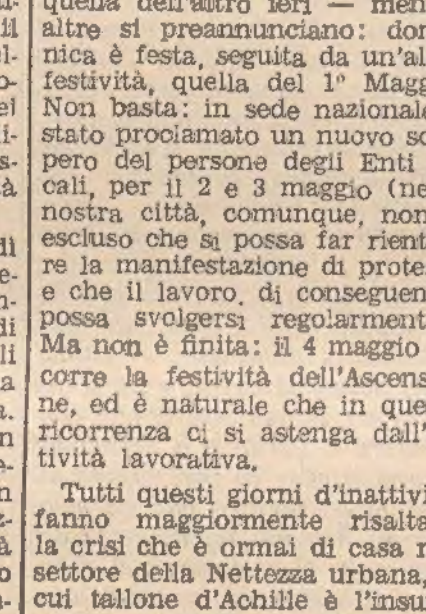 quella dell'altro ieri — men
altre si preannunciano: dom
nica è festa, seguita da un'al
festività, quella del 1º Magg
Non basta: in sede nazionale
stato proclamato un nuovo sc
pero del persone degli Enti
cali, per il 2 e 3 maggio (ne
nostra città, comunque, non
escluso che si possa far rient
re la manifestazione di prote
e che il lavoro, di conseguen
possa svolgersi regolarment
Ma non è finita: il 4 maggio
corre la festività dell'Ascens
ne, ed è naturale che in que
ricorrenza ci si astenga dall'
tività lavorativa.
Tutti questi giorni d'inattivi
fanno maggiormente risalta
la crisi che è ormai di casa n
settore della Nettezza urbana,
cui tallone d'Achille è l'insuf